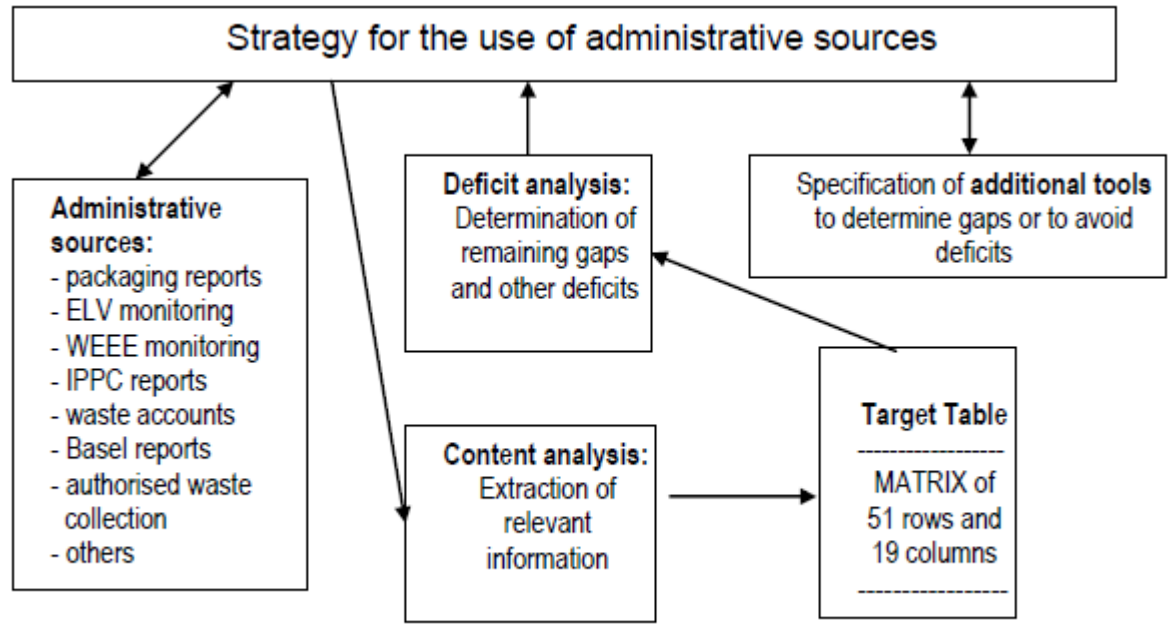 Strategy for the use of administrative sources
Administrative
sources:
- packaging reports
- ELV monitoring
- WEEE monitoring
- IPPC reports
- waste accounts
- Basel reports
- authorised waste
collection
- others
Deficit analysis:
Determination of
remaining gaps
and other deficits
Specification of additional tools
to determine gaps or to avoid
deficits
Content analysis:
Extraction of
relevant
information
Target Table
-------------------
MATRIX of
51 rows and
19 columns
-------------------